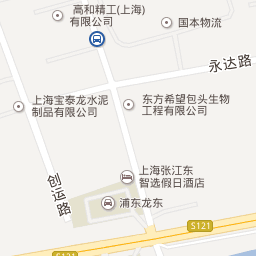 高和精工(上海)
有限公司
国本物流
永达路
上海宝泰龙水泥
制品有限公司
东方希望包头生物
工程有限公司
上海张江东
智选假日酒店
创运路
浦东龙东
S121
S121